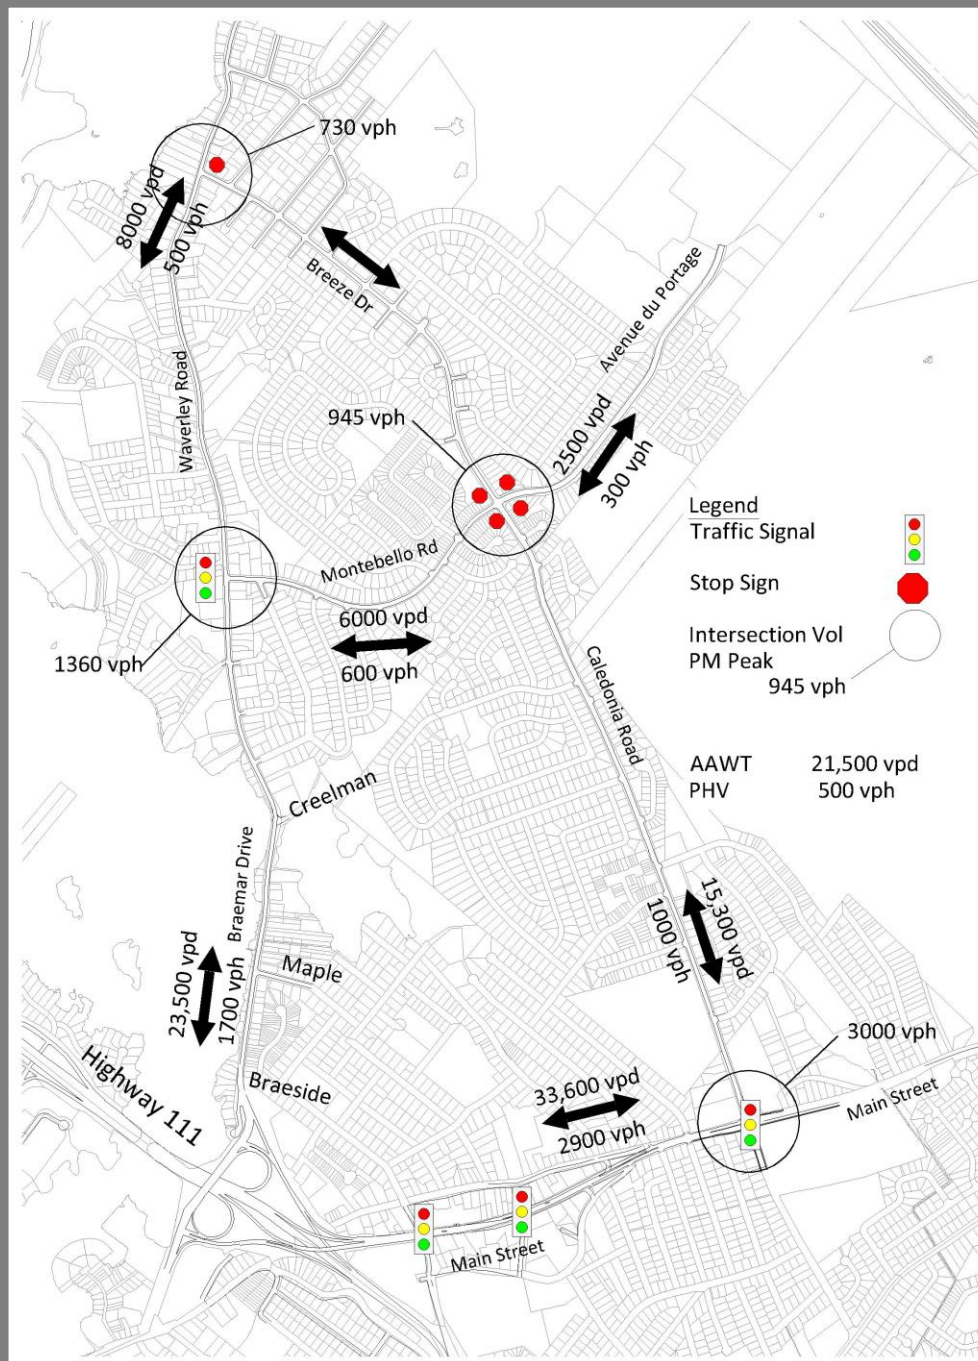 730 vph
8000 vpd
500 vph
Breeze Dr
Avenue du Portage
Waverley Road
945 vph
2500 vpd
300 vph
Legend
Traffic Signal
Stop Sign
Intersection Vol
PM Peak
945 vph
Montebello Rd
6000 vpd
600 vph
1360 vph
Caledonia Road
AAWT 21,500 vpd
PHV 500 vph
Creelman
Braemar Drive
15,300 vpd
1000 vph
Maple
23,500 vpd
1700 vph
Highway 111
Braeside
3000 vph
33,600 vpd
2900 vph
Main Street
Main Street